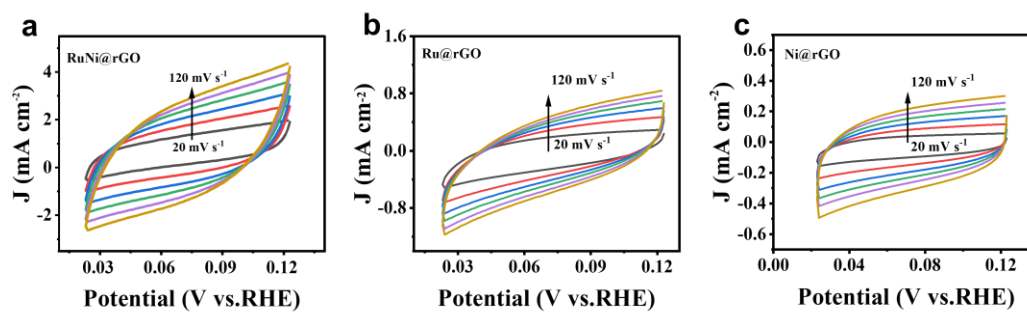 a
RuNi@rGO
120 mV s⁻¹
20 mV s⁻¹
4
2
0
-2
J (mA cm⁻²)
0.03 0.06 0.09 0.12
Potential (V vs.RHE)
b
Ru@rGO
120 mV s⁻¹
20 mV s⁻¹
1.6
0.8
0.0
-0.8
J (mA cm⁻²)
0.03 0.06 0.09 0.12
Potential (V vs.RHE)
c
Ni@rGO
120 mV s⁻¹
20 mV s⁻¹
0.6
0.4
0.2
0.0
-0.2
-0.4
-0.6
J (mA cm⁻²)
0.00 0.04 0.08 0.12
Potential (V vs.RHE)